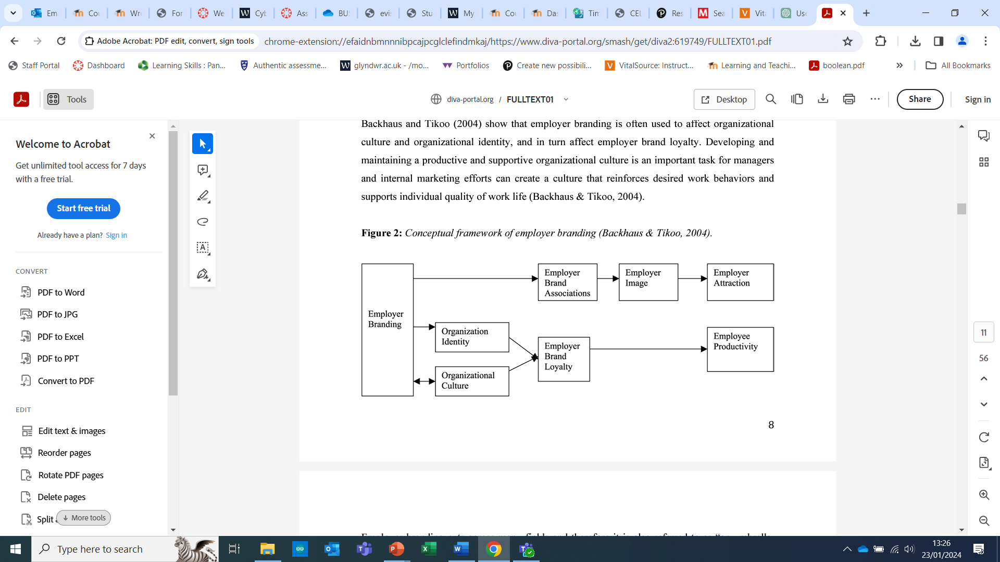 Em
Cou
Wr
For
We
Cyb
Ass
BU
evi
Stu
My
Cou
Das
Tim
CEL
Res
Sea
Vit
Use
Adobe Acrobat: PDF edit, convert, sign tools
chrome-extension://efaidnbmnnnibpcajpcglclefindmkaj/https://www.diva-portal.org/smash/get/diva2:619749/FULLTEXT01.pdf
Staff Portal
Dashboard
Learning Skills : Pan...
Authentic assessme...
glyndwr.ac.uk - /mo...
Portfolios
Create new possibili...
VitalSource: Instruct...
Learning and Teachi...
boolean.pdf
All Bookmarks
Tools
diva-portal.org / FULLTEXT01
Desktop
Share
Sign in
Welcome to Acrobat
Get unlimited tool access for 7 days
with a free trial.
Start free trial
Already have a plan? Sign in
CONVERT
PDF to Word
PDF to JPG
PDF to Excel
PDF to PPT
Convert to PDF
EDIT
Edit text & images
Reorder pages
Rotate PDF pages
Delete pages
Split
More tools
Backhaus and Tikoo (2004) show that employer branding is often used to affect organizational
culture and organizational identity, and in turn affect employer brand loyalty. Developing and
maintaining a productive and supportive organizational culture is an important task for managers
and internal marketing efforts can create a culture that reinforces desired work behaviors and
supports individual quality of work life (Backhaus & Tikoo, 2004).
Figure 2: Conceptual framework of employer branding (Backhaus & Tikoo, 2004).
Employer
Branding
Employer
Brand
Associations
Employer
Image
Employer
Attraction
Organization
Identity
Organizational
Culture
Employer
Brand
Loyalty
Employee
Productivity
8
11
56
Type here to search
13:26
23/01/2024